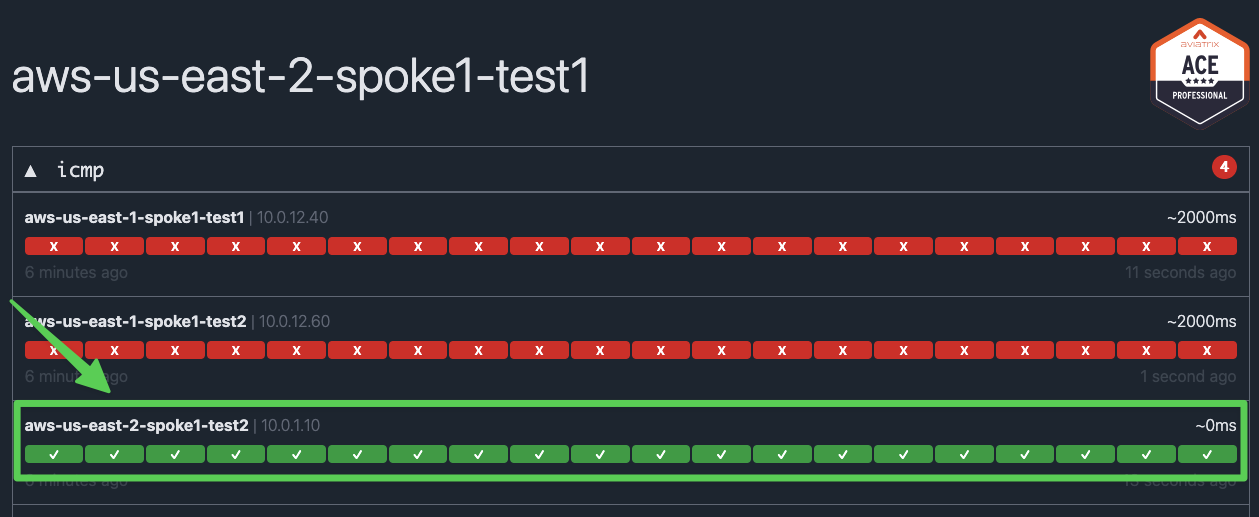 aviatrix
ACE
PROFESSIONAL
aws-us-east-2-spoke1-test1
▲ icmp 4
aws-us-east-1-spoke1-test1 | 10.0.12.40 ~2000ms
X X X X X X X X X X X X X X X X X X X X
6 minutes ago 11 seconds ago
aws-us-east-1-spoke1-test2 | 10.0.12.60 ~2000ms
X X X X X X X X X X X X X X X X X X X X
6 minutes ago 1 second ago
aws-us-east-2-spoke1-test2 | 10.0.1.10 ~0ms
✓ ✓ ✓ ✓ ✓ ✓ ✓ ✓ ✓ ✓ ✓ ✓ ✓ ✓ ✓ ✓ ✓ ✓ ✓ ✓
6 minutes ago seconds ago